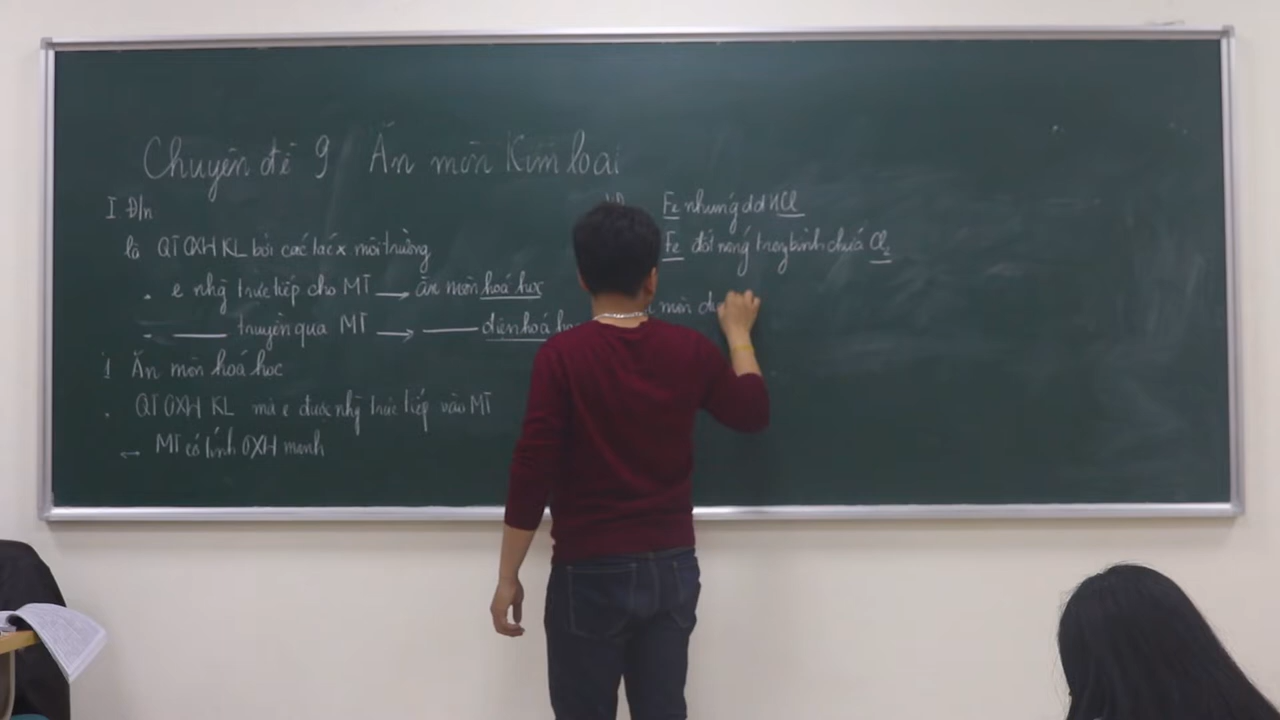 Chuyên đề 9 Ăn mòn Kim loại
I Đ/n
là QT OXH KL bởi các tác x môi trường
. e nhg trực tiếp cho MT → ăn mòn hoá học
. ___ truyền qua MT → ___ điện hoá
1 Ăn mòn hoá học
. QT OXH KL mà e được nhg trực tiếp vào MT
↔ MT có tính OXH mạnh
Fe nhúng dd HCl
Fe đốt nóng trong bình chứa Cl2
mòn